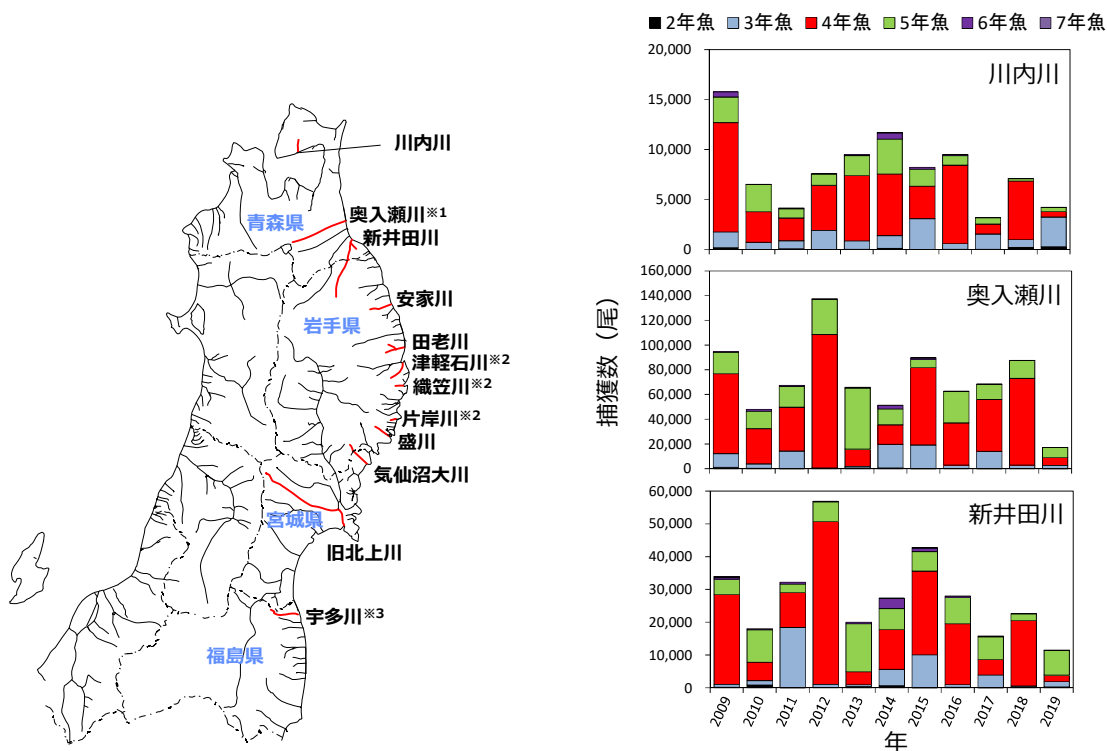 川内川
奥入瀬川※1
青森県
新井田川
安家川
岩手県
田老川
津軽石川※2
織笠川※2
片岸川※2
盛川
気仙沼大川
宮城県
旧北上川
宇多川※3
福島県
2年魚 3年魚 4年魚 5年魚 6年魚 7年魚
捕獲数(尾)
川内川
20,000
15,000
10,000
5,000
0
奥入瀬川
160,000
140,000
120,000
100,000
80,000
60,000
40,000
20,000
0
新井田川
60,000
50,000
40,000
30,000
20,000
10,000
0
2009 2010 2011 2012 2013 2014 2015 2016 2017 2018 2019
年